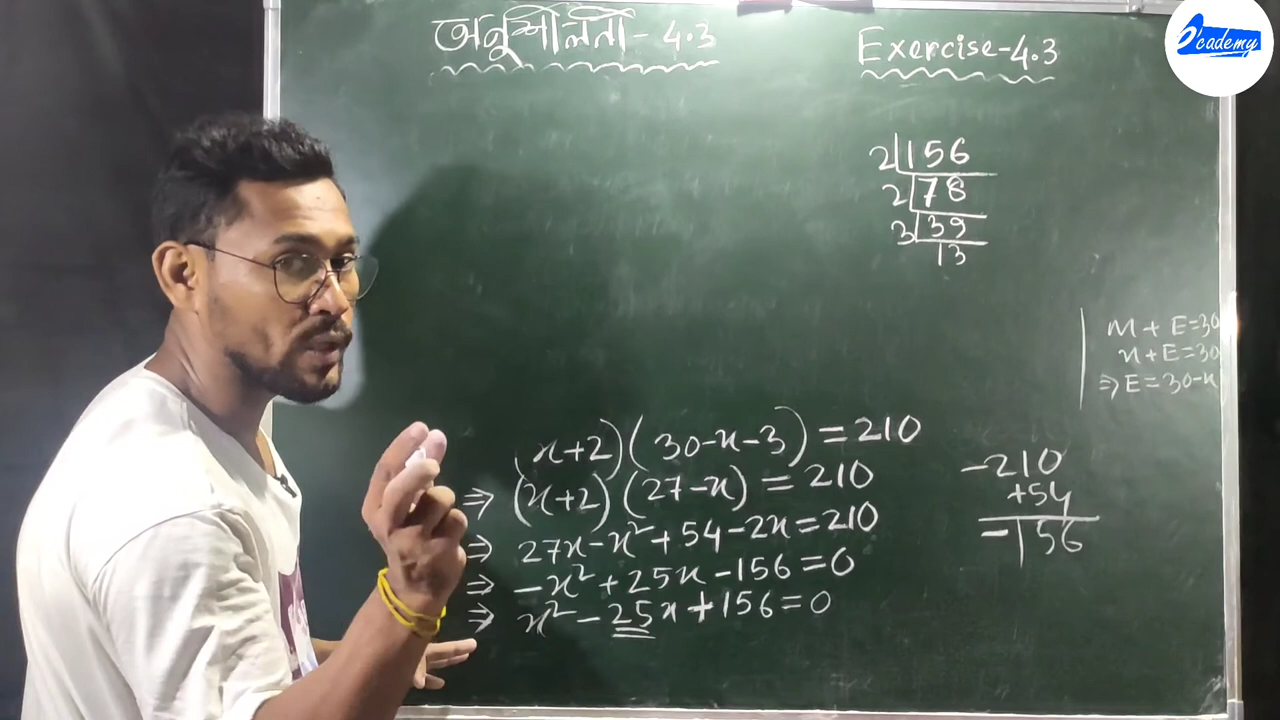 অনুশীলনী - 4.3
Exercise-4.3
e'cademy
2 156
2 78
3 39
13
M + E=30
x+E=30
⇒ E=30-x
(x+2)(30-x-3) = 210
⇒ (x+2)(27-x) = 210
⇒ 27x-x²+54-2x=210
⇒ -x²+25x-156=0
⇒ x²-25x+156=0
-210
+54
-156